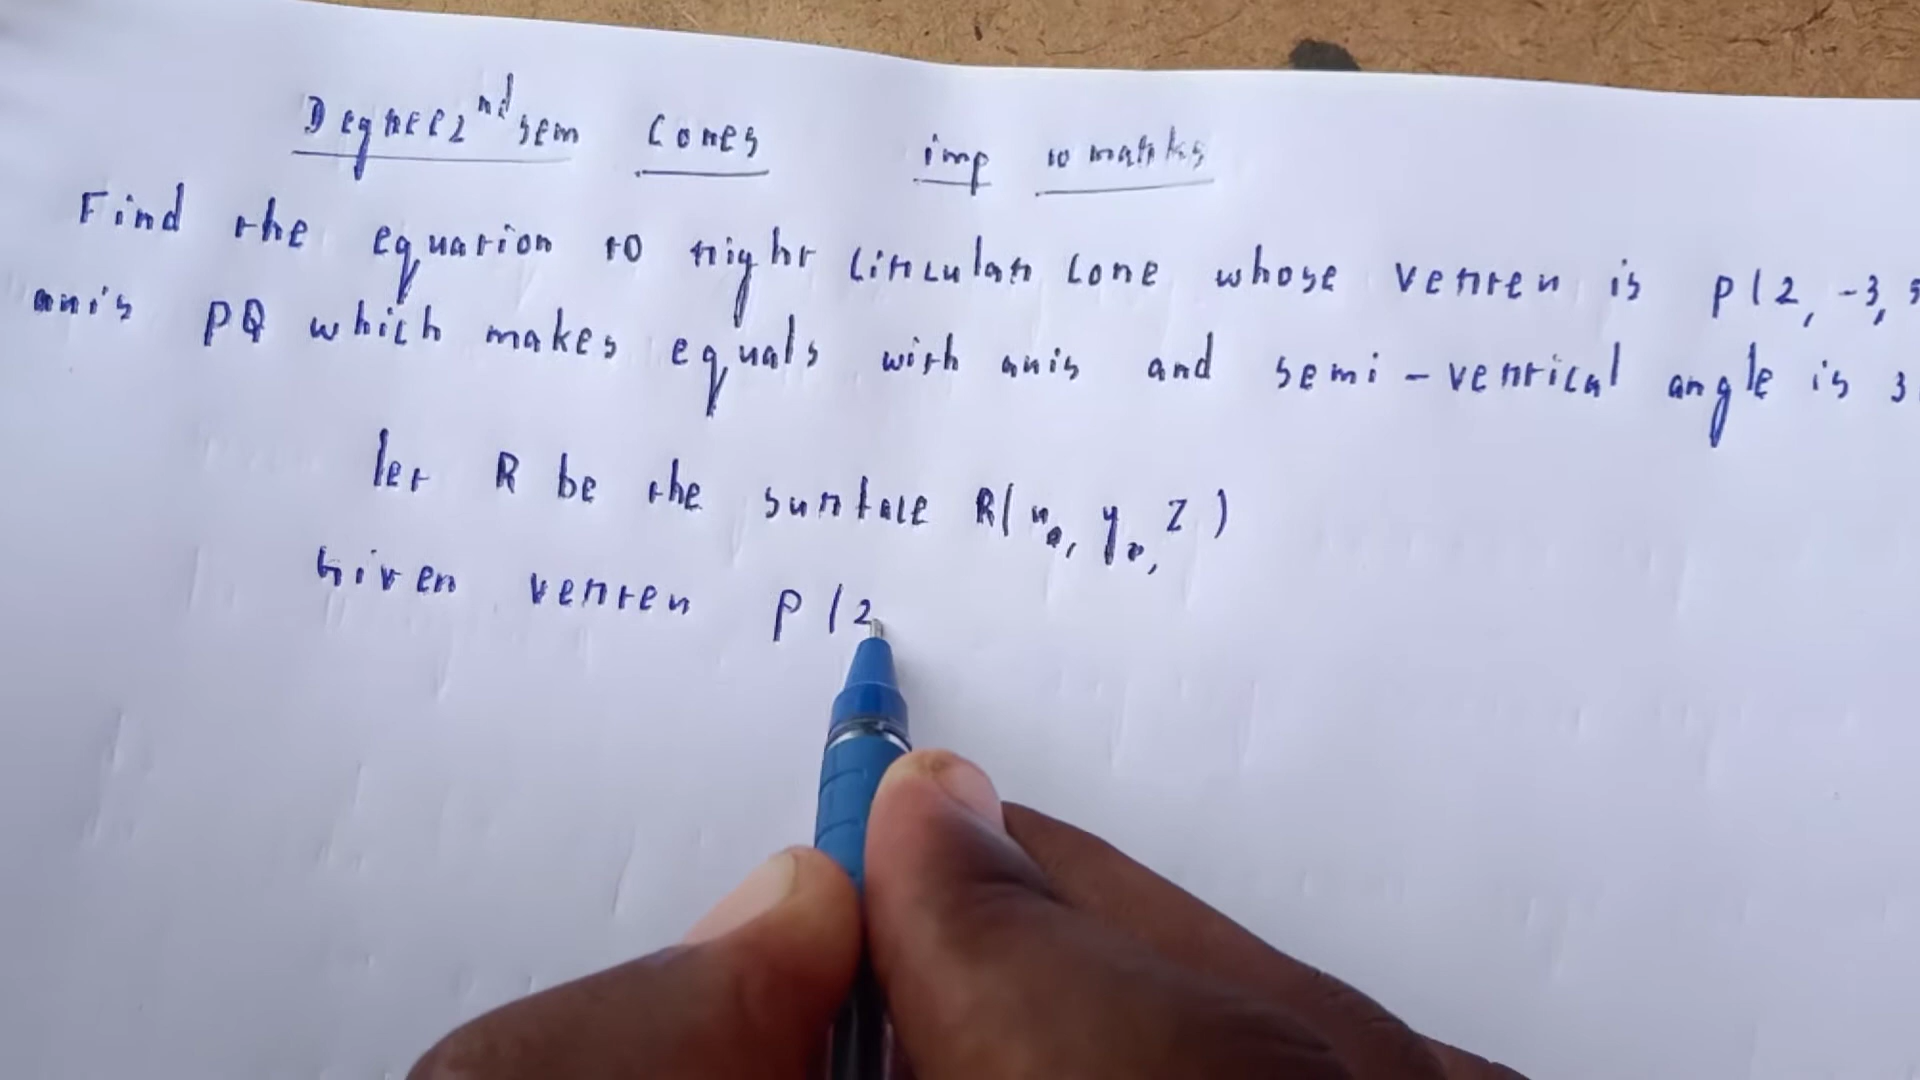 Degree 2nd sem Cones imp 10 marks
Find the equation to right circular cone whose vertex is P(2, -3, 5
axis PQ which makes equals with axis and semi-vertical angle is 3
let R be the surface R(x, y, z)
Given vertex P(2